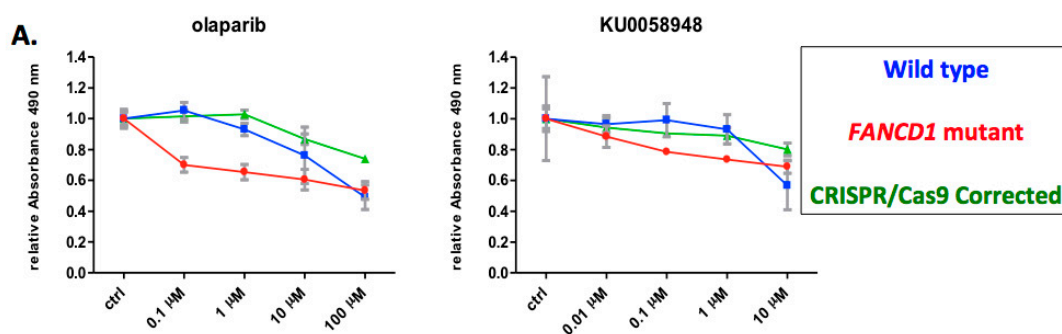 A.
olaparib
relative Absorbance 490 nm
1.4
1.2
1.0
0.8
0.6
0.4
0.2
0.0
ctrl
0.1 µM
1 µM
10 µM
100 µM
KU0058948
relative Absorbance 490 nm
1.4
1.2
1.0
0.8
0.6
0.4
0.2
0.0
ctrl
0.01 µM
0.1 µM
1 µM
10 µM
Wild type
FANCD1 mutant
CRISPR/Cas9 Corrected